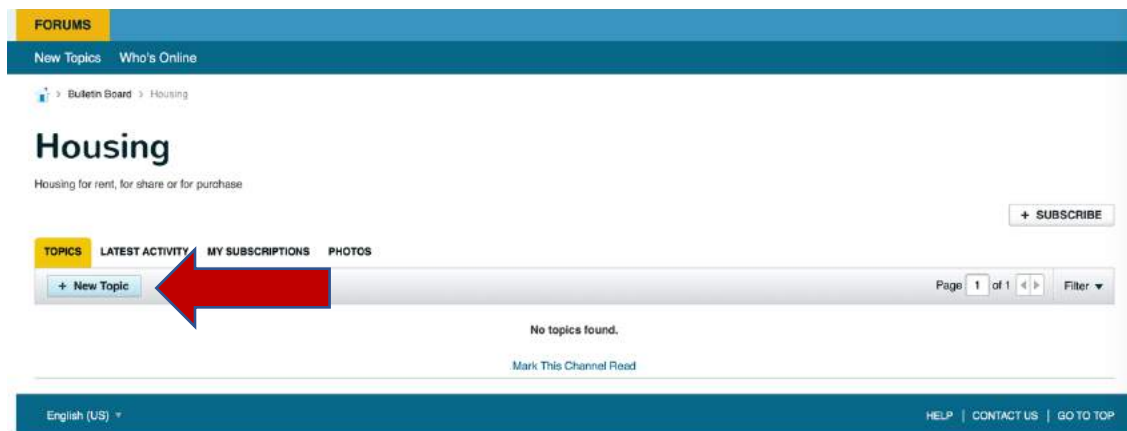 FORUMS
New Topics Who's Online
> Bulletin Board > Housing
Housing
Housing for rent, for share or for purchase
+ SUBSCRIBE
TOPICS LATEST ACTIVITY MY SUBSCRIPTIONS PHOTOS
+ New Topic Page 1 of 1 Filter
No topics found.
Mark This Channel Read
English (US) HELP | CONTACT US | GO TO TOP